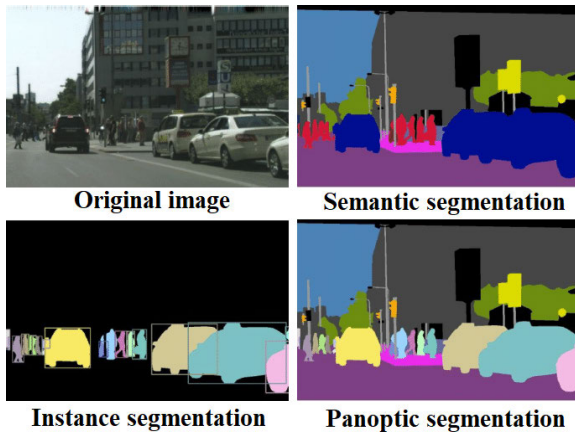 Original image
Semantic segmentation
Instance segmentation
Panoptic segmentation